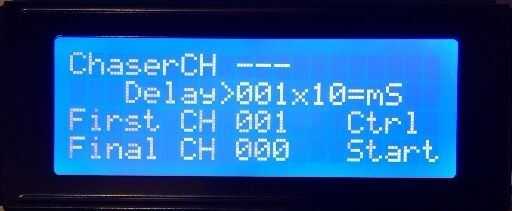 ChaserCH ---
Delay>001x10=mS
First CH 001 Ctrl
Final CH 000 Start